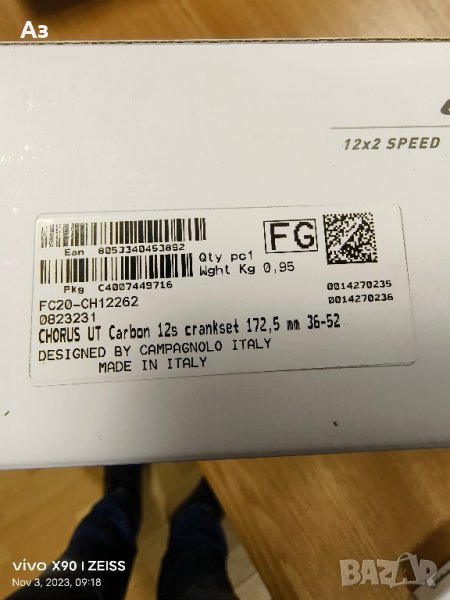 Аз
12x2 SPEED
Ean 8053340453892
Qty pc1
Wght Kg 0,95
FG
Pkg C4007449716
FC20-CH12262
0823231
0014270235
0014270236
CHORUS UT Carbon 12s crankset 172,5 mm 36-52
DESIGNED BY CAMPAGNOLO ITALY
MADE IN ITALY
vivo X90 | ZEISS
Nov 3, 2023, 09:18
BAZAR